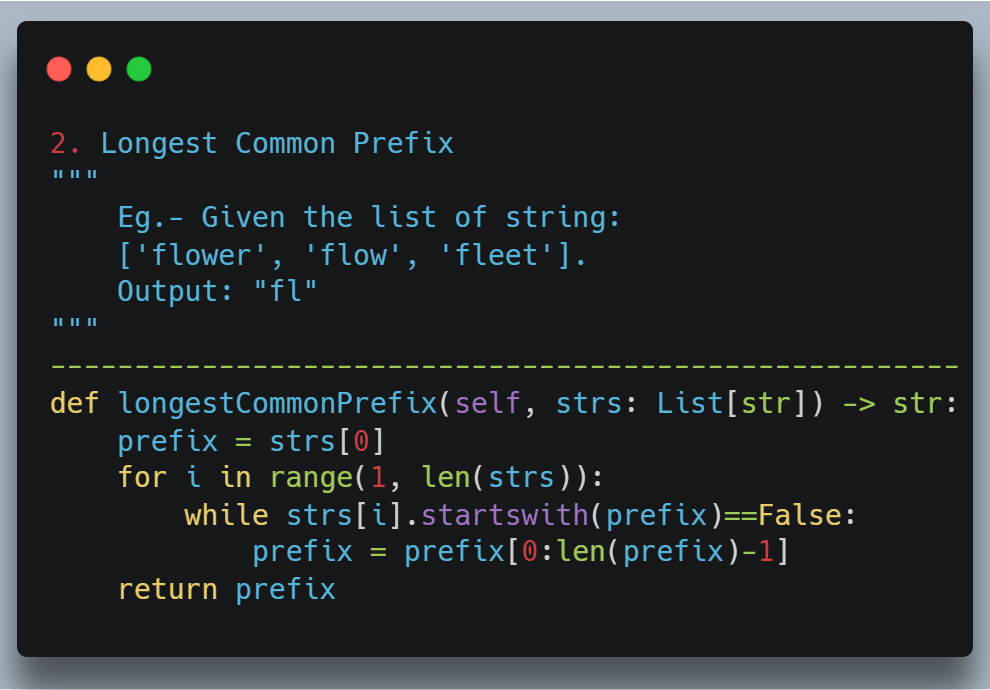 2. Longest Common Prefix
"""
    Eg.- Given the list of string:
    ['flower', 'flow', 'fleet'].
    Output: "fl"
"""
------------------------------------------------------
def longestCommonPrefix(self, strs: List[str]) -> str:
    prefix = strs[0]
    for i in range(1, len(strs)):
        while strs[i].startswith(prefix)==False:
            prefix = prefix[0:len(prefix)-1]
    return prefix